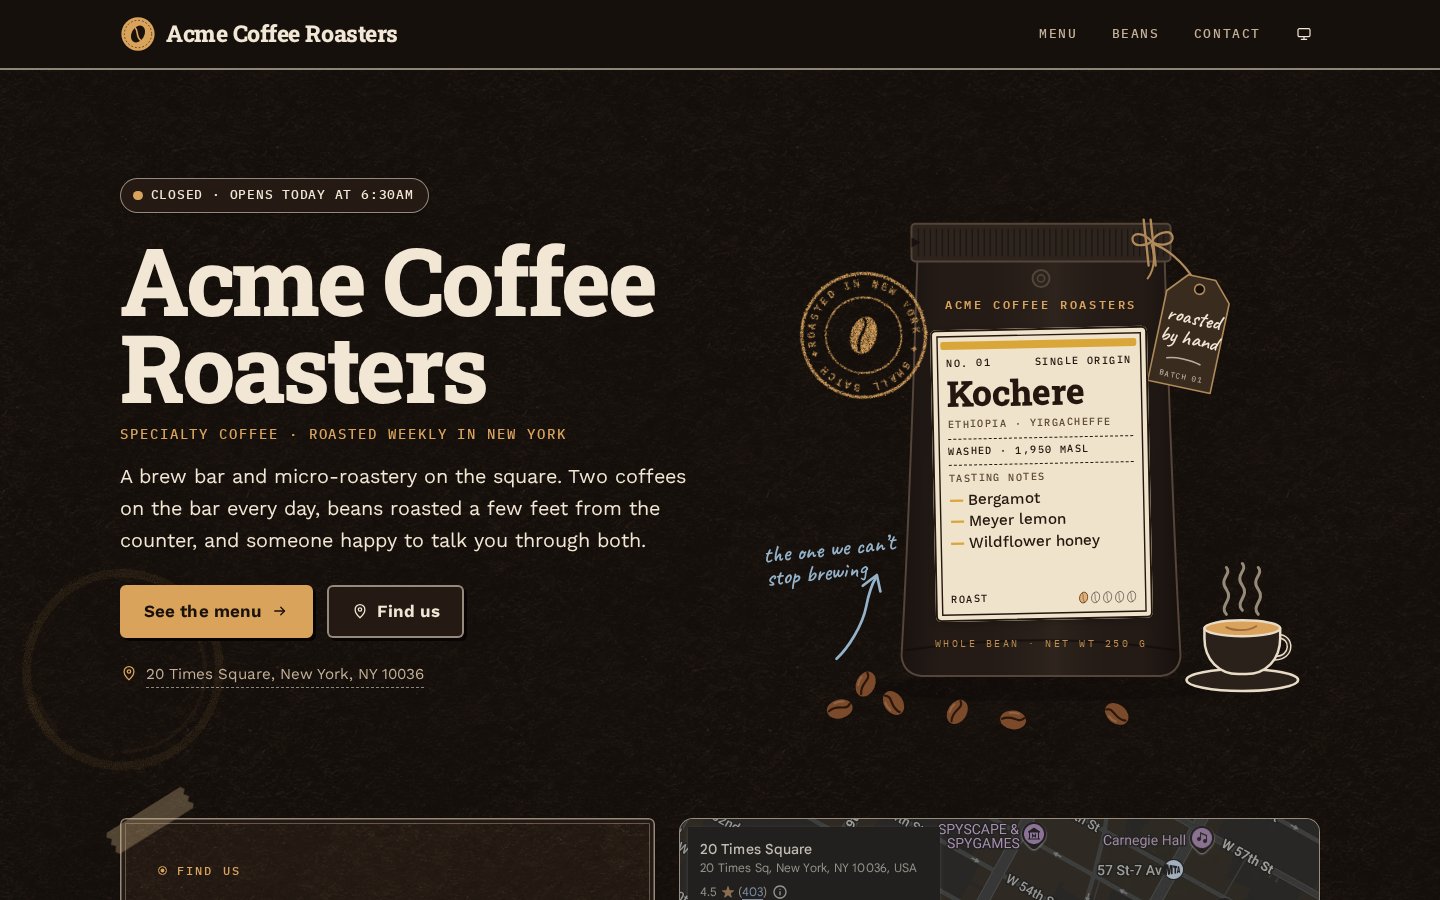 Acme Coffee Roasters
MENU
BEANS
CONTACT
CLOSED · OPENS TODAY AT 6:30AM
Acme Coffee
Roasters
SPECIALTY COFFEE · ROASTED WEEKLY IN NEW YORK
A brew bar and micro-roastery on the square. Two coffees
on the bar every day, beans roasted a few feet from the
counter, and someone happy to talk you through both.
See the menu →
Find us
20 Times Square, New York, NY 10036
ROASTED IN NEW YORK
SMALL BATCH
ACME COFFEE ROASTERS
NO. 01
SINGLE ORIGIN
Kochere
ETHIOPIA · YIRGACHEFFE
WASHED · 1,950 MASL
TASTING NOTES
Bergamot
Meyer lemon
Wildflower honey
ROAST
WHOLE BEAN · NET WT 250 G
roasted
by hand
BATCH 01
the one we can't
stop brewing
FIND US
20 Times Square
20 Times Sq, New York, NY 10036, USA
4.5 ★ (403)
SPYSCAPE &
SPYGAMES
Carnegie Hall
57 St-7 Av
W 57th St
W 54th St